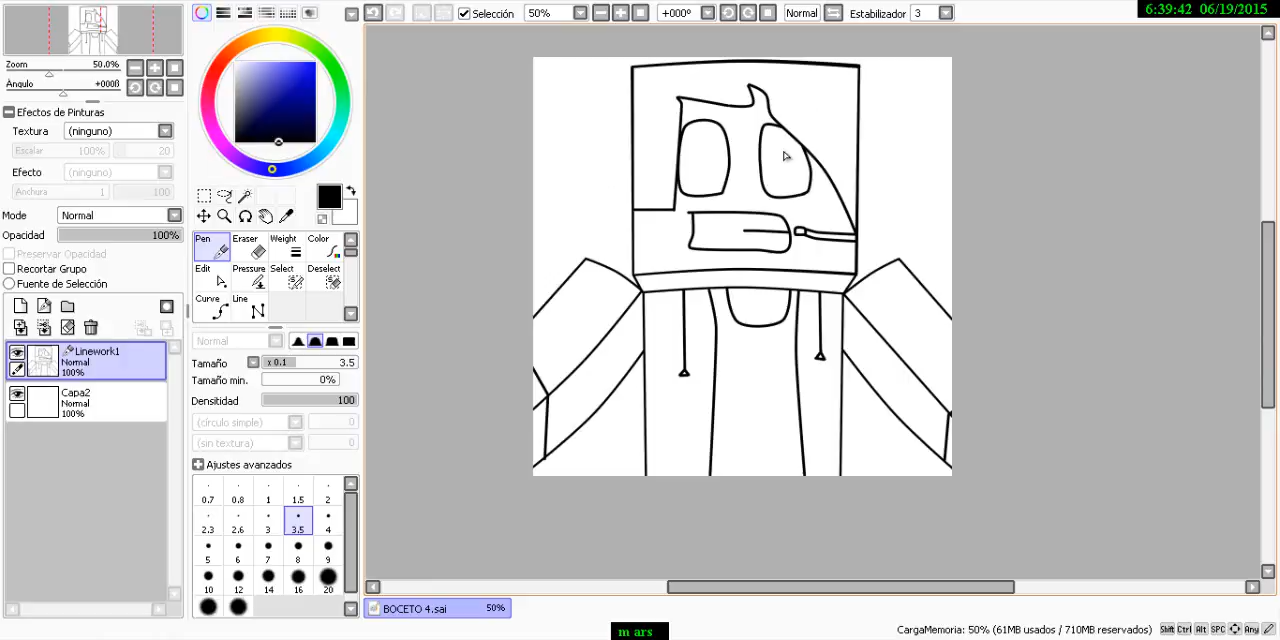 Selección 50% +000º Normal Estabilizador 3
6:39:42 06/19/2015
Zoom 50.0%
Ángulo +000ß
Efectos de Pinturas
Textura (ninguno)
Escalar 100% 20
Efecto (ninguno)
Anchura 1 100
Mode Normal
Opacidad 100%
Preservar Opacidad
Recortar Grupo
Fuente de Selección
Linework1
Normal
100%
Capa2
Normal
100%
Pen Eraser Weight Color
Edit Pressure Select Deselect
Curve Line
Normal
Tamaño x 0.1 3.5
Tamaño min. 0%
Densitidad 100
(círculo simple) 0
(sin textura) 0
Ajustes avanzados
0.7 0.8 1 1.5 2
2.3 2.6 3 3.5 4
5 6 7 8 9
10 12 14 16 20
BOCETO 4.sai 50%
m ars
CargaMemoria: 50% (61MB usados / 710MB reservados)
Shift Ctrl Alt SPC Any